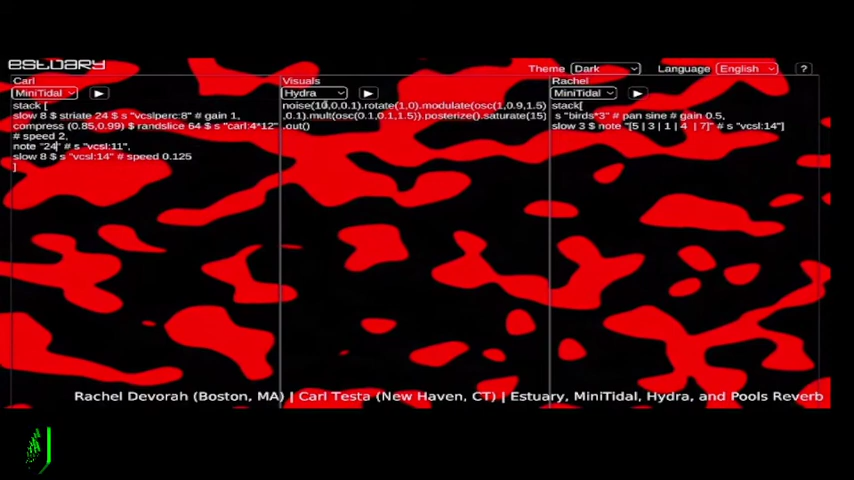 ESTUARY
Theme Dark Language English ?
Carl
MiniTidal
stack [
slow 8 $ striate 24 $ s "vcslperc:8" # gain 1,
compress (0.85,0.99) $ randslice 64 $ s "carl:4*12"
# speed 2,
note "24" # s "vcsl:11",
slow 8 $ s "vcsl:14" # speed 0.125
]
Visuals
Hydra
noise(10,0.0.1).rotate(1,0).modulate(osc(1,0.9,1.5)
,0.1).mult(osc(0.1,0.1,1.5)).posterize().saturate(15)
.out()
Rachel
MiniTidal
stack[
s "birds*3" # pan sine # gain 0.5,
slow 3 $ note "[5 | 3 | 1 | 4 | 7]" # s "vcsl:14"]
Rachel Devorah (Boston, MA) | Carl Testa (New Haven, CT) | Estuary, MiniTidal, Hydra, and Pools Reverb